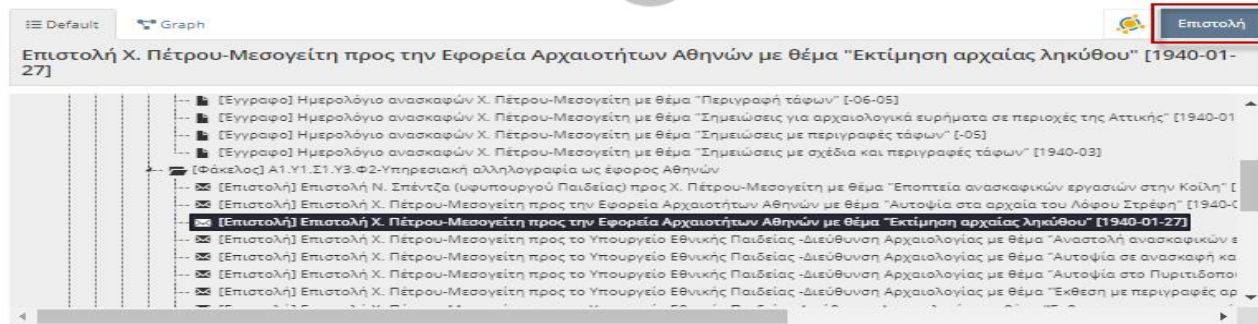 Default
Graph
Επιστολή
Επιστολή Χ. Πέτρου-Μεσογείτη προς την Εφορεία Αρχαιοτήτων Αθηνών με θέμα "Εκτίμηση αρχαίας ληκύθου" [1940-01-
27]
[Έγγραφο] Ημερολόγιο ανασκαφών Χ. Πέτρου-Μεσογείτη με θέμα "Περιγραφή τάφων" [-06-05]
[Έγγραφο] Ημερολόγιο ανασκαφών Χ. Πέτρου-Μεσογείτη με θέμα "Σημειώσεις για αρχαιολογικά ευρήματα σε περιοχές της Αττικής" [1940-01
[Έγγραφο] Ημερολόγιο ανασκαφών Χ. Πέτρου-Μεσογείτη με θέμα "Σημειώσεις με περιγραφές τάφων" [-05]
[Έγγραφο] Ημερολόγιο ανασκαφών Χ. Πέτρου-Μεσογείτη με θέμα "Σημειώσεις με σχέδια και περιγραφές τάφων" [1940-03]
[Φάκελος] Α1.Υ1.Σ1.Υ3.Φ2-Υπηρεσιακή αλληλογραφία ως έφορος Αθηνών
[Επιστολή] Επιστολή Ν. Σπέντζα (υφυπουργού Παιδείας) προς Χ. Πέτρου-Μεσογείτη με θέμα "Εποπτεία ανασκαφικών εργασιών στην Κοίλη" [
[Επιστολή] Επιστολή Χ. Πέτρου-Μεσογείτη προς την Εφορεία Αρχαιοτήτων Αθηνών με θέμα "Αυτοψία στα αρχαία του Λόφου Στρέφη" [1940-0
[Επιστολή] Επιστολή Χ. Πέτρου-Μεσογείτη προς την Εφορεία Αρχαιοτήτων Αθηνών με θέμα "Εκτίμηση αρχαίας ληκύθου" [1940-01-27]
[Επιστολή] Επιστολή Χ. Πέτρου-Μεσογείτη προς το Υπουργείο Εθνικής Παιδείας -Διεύθυνση Αρχαιολογίας με θέμα "Αναστολή ανασκαφικών ε
[Επιστολή] Επιστολή Χ. Πέτρου-Μεσογείτη προς το Υπουργείο Εθνικής Παιδείας -Διεύθυνση Αρχαιολογίας με θέμα "Αυτοψία σε ανασκαφή κα
[Επιστολή] Επιστολή Χ. Πέτρου-Μεσογείτη προς το Υπουργείο Εθνικής Παιδείας -Διεύθυνση Αρχαιολογίας με θέμα "Αυτοψία στο Πυριτιδοποι
[Επιστολή] Επιστολή Χ. Πέτρου-Μεσογείτη προς το Υπουργείο Εθνικής Παιδείας -Διεύθυνση Αρχαιολογίας με θέμα "Έκθεση με περιγραφές αρ